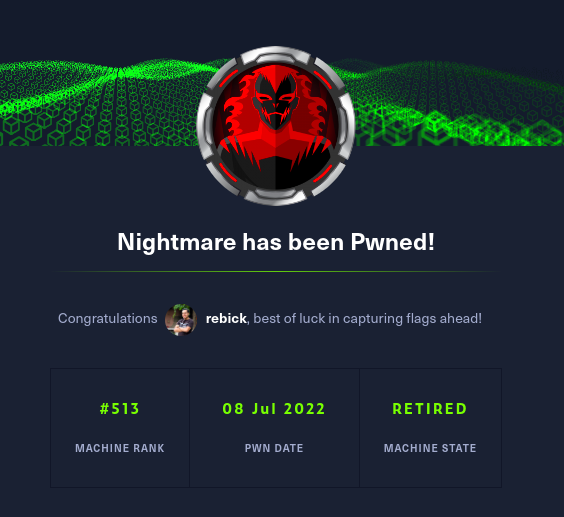 Nightmare has been Pwned!
Congratulations rebick, best of luck in capturing flags ahead!
#513 08 Jul 2022 RETIRED
MACHINE RANK PWN DATE MACHINE STATE